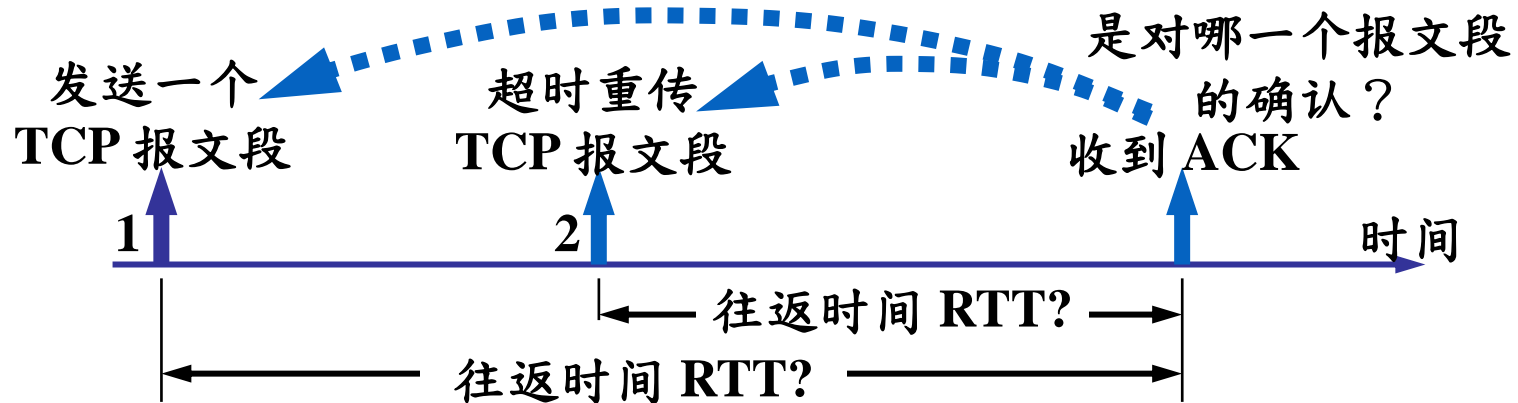 发送一个
TCP 报文段
超时重传
TCP 报文段
是对哪一个报文段
的确认？
收到 ACK
1
2
时间
往返时间 RTT?
往返时间 RTT?